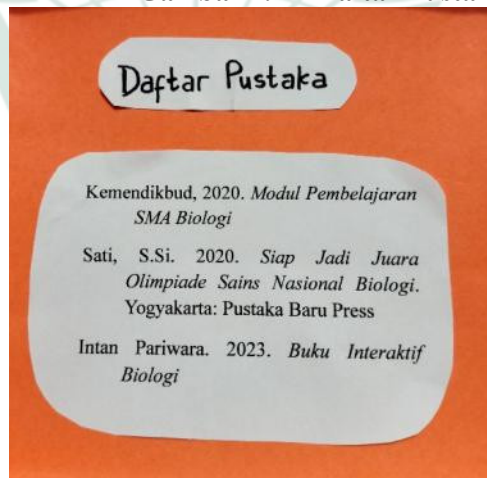 Daftar Pustaka
Kemendikbud, 2020. Modul Pembelajaran
SMA Biologi
Sati, S.Si. 2020. Siap Jadi Juara
Olimpiade Sains Nasional Biologi.
Yogyakarta: Pustaka Baru Press
Intan Pariwara. 2023. Buku Interaktif
Biologi